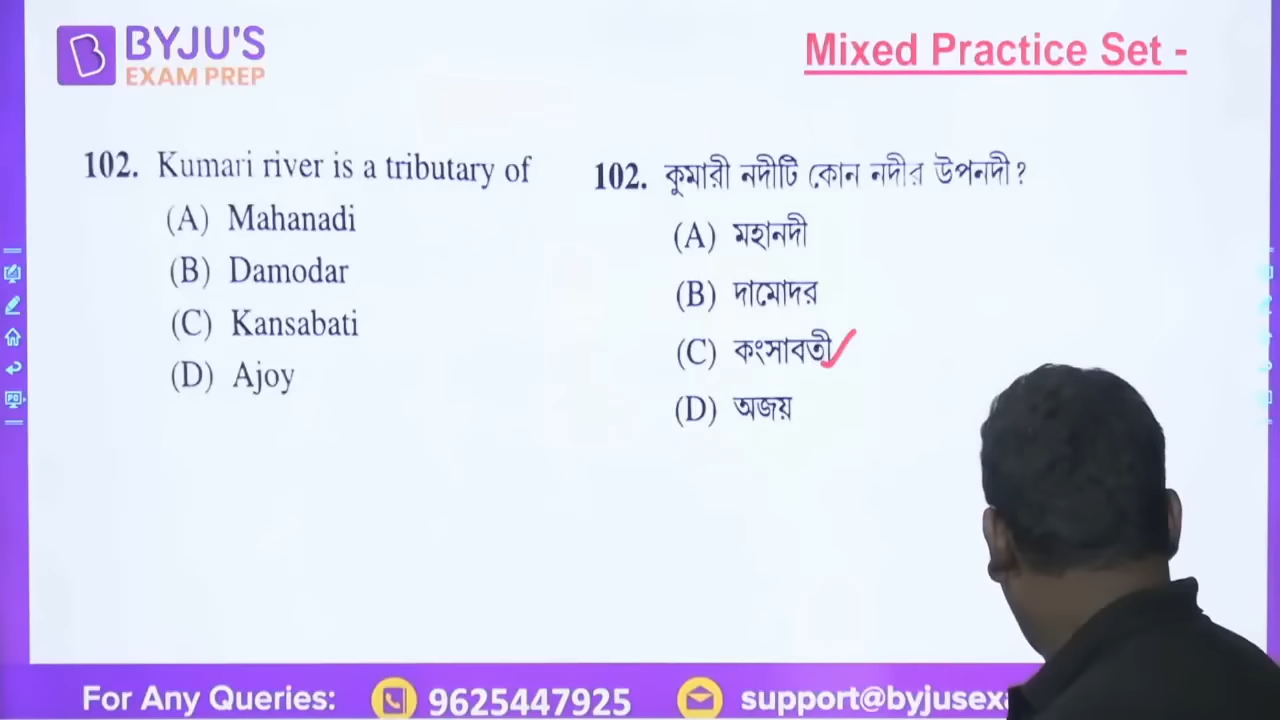 BYJU'S
EXAM PREP
Mixed Practice Set -
102. Kumari river is a tributary of
(A) Mahanadi
(B) Damodar
(C) Kansabati
(D) Ajoy
102. কুমারী নদীটি কোন নদীর উপনদী?
(A) মহানদী
(B) দামোদর
(C) কংসাবতী
(D) অজয়
For Any Queries: 9625447925 support@byjusexa